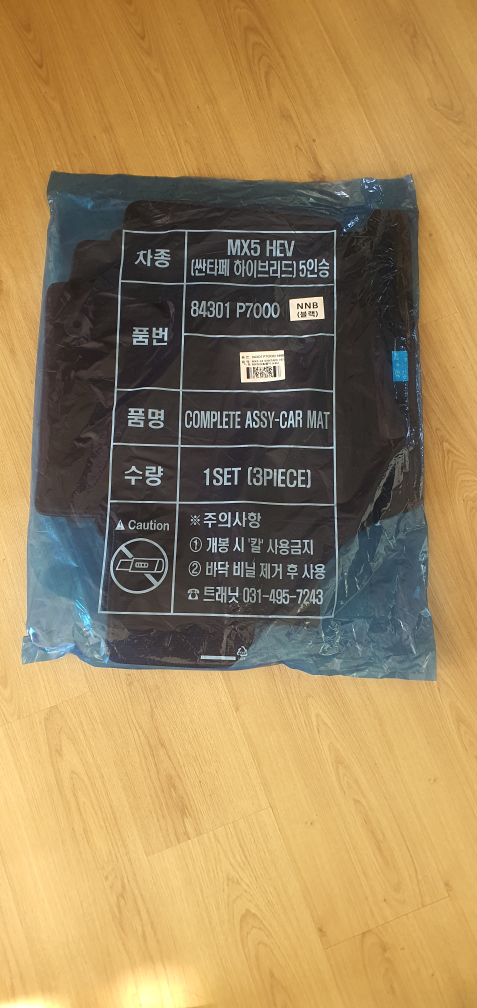 차종
MX5 HEV
(싼타페 하이브리드) 5인승
품번
84301 P7000
NNB
(블랙)
품명
COMPLETE ASSY-CAR MAT
수량
1SET (3PIECE)
Caution
※ 주의사항
① 개봉 시 '칼' 사용금지
② 바닥 비닐 제거 후 사용
☎ 트래닛 031-495-7243